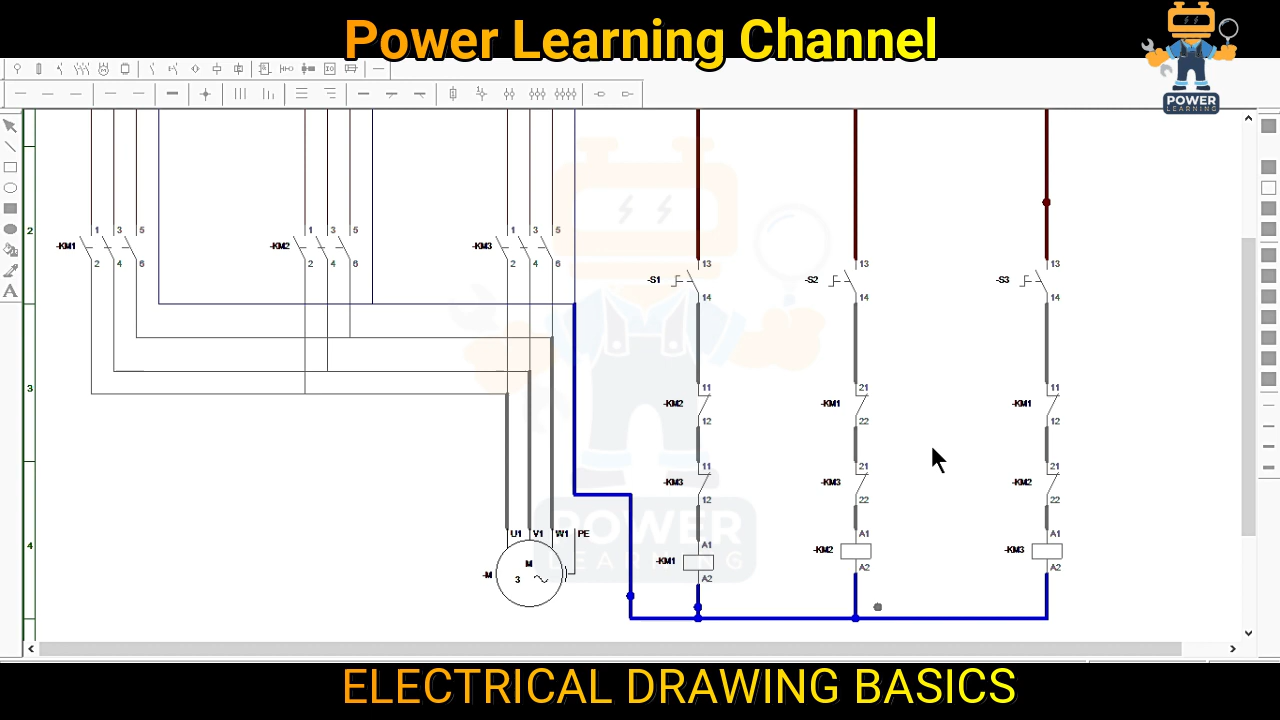 Power Learning Channel
POWER
LEARNING
A
2
3
4
-KM1
1 3 5
2 4 6
-KM2
1 3 5
2 4 6
-KM3
1 3 5
2 4 6
-S1
13
14
-S2
13
14
-S3
13
14
-KM2
11
12
-KM1
21
22
-KM1
11
12
-KM3
11
12
-KM3
21
22
-KM2
21
22
U1 V1 W1 PE
-M
M
3
-KM1
A1
A2
-KM2
A1
A2
-KM3
A1
A2
POWER
LEARNING
ELECTRICAL DRAWING BASICS